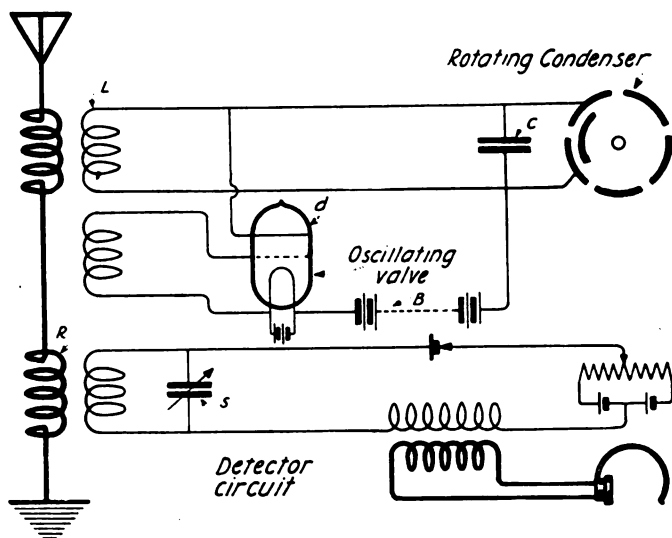 Rotating Condenser
L
C
d
Oscillating
valve
B
R
S
Detector
circuit